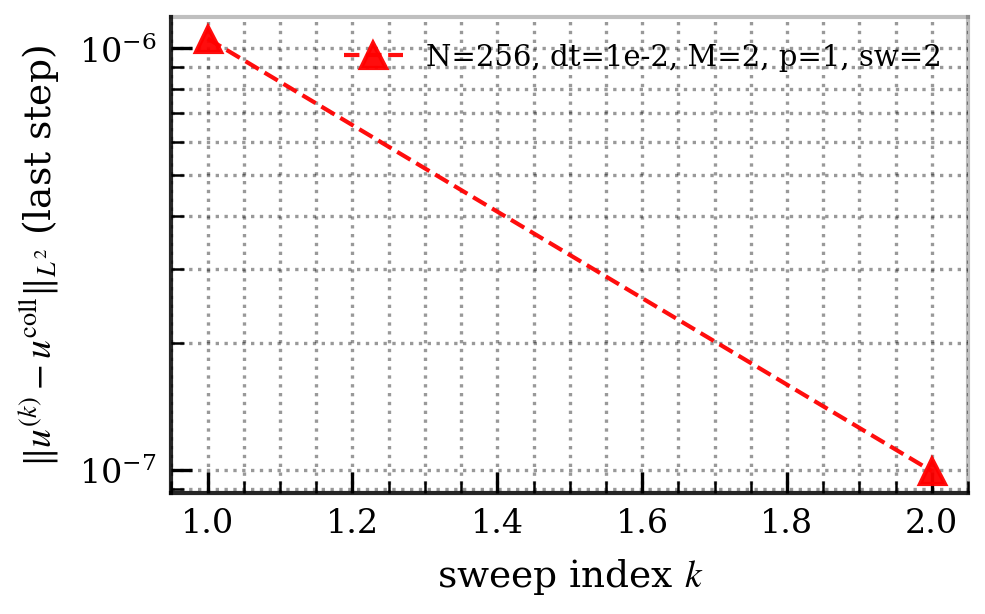 ‖u^(k) − u^coll‖_L² (last step)
10⁻⁶
10⁻⁷
N=256, dt=1e-2, M=2, p=1, sw=2
1.0 1.2 1.4 1.6 1.8 2.0
sweep index k